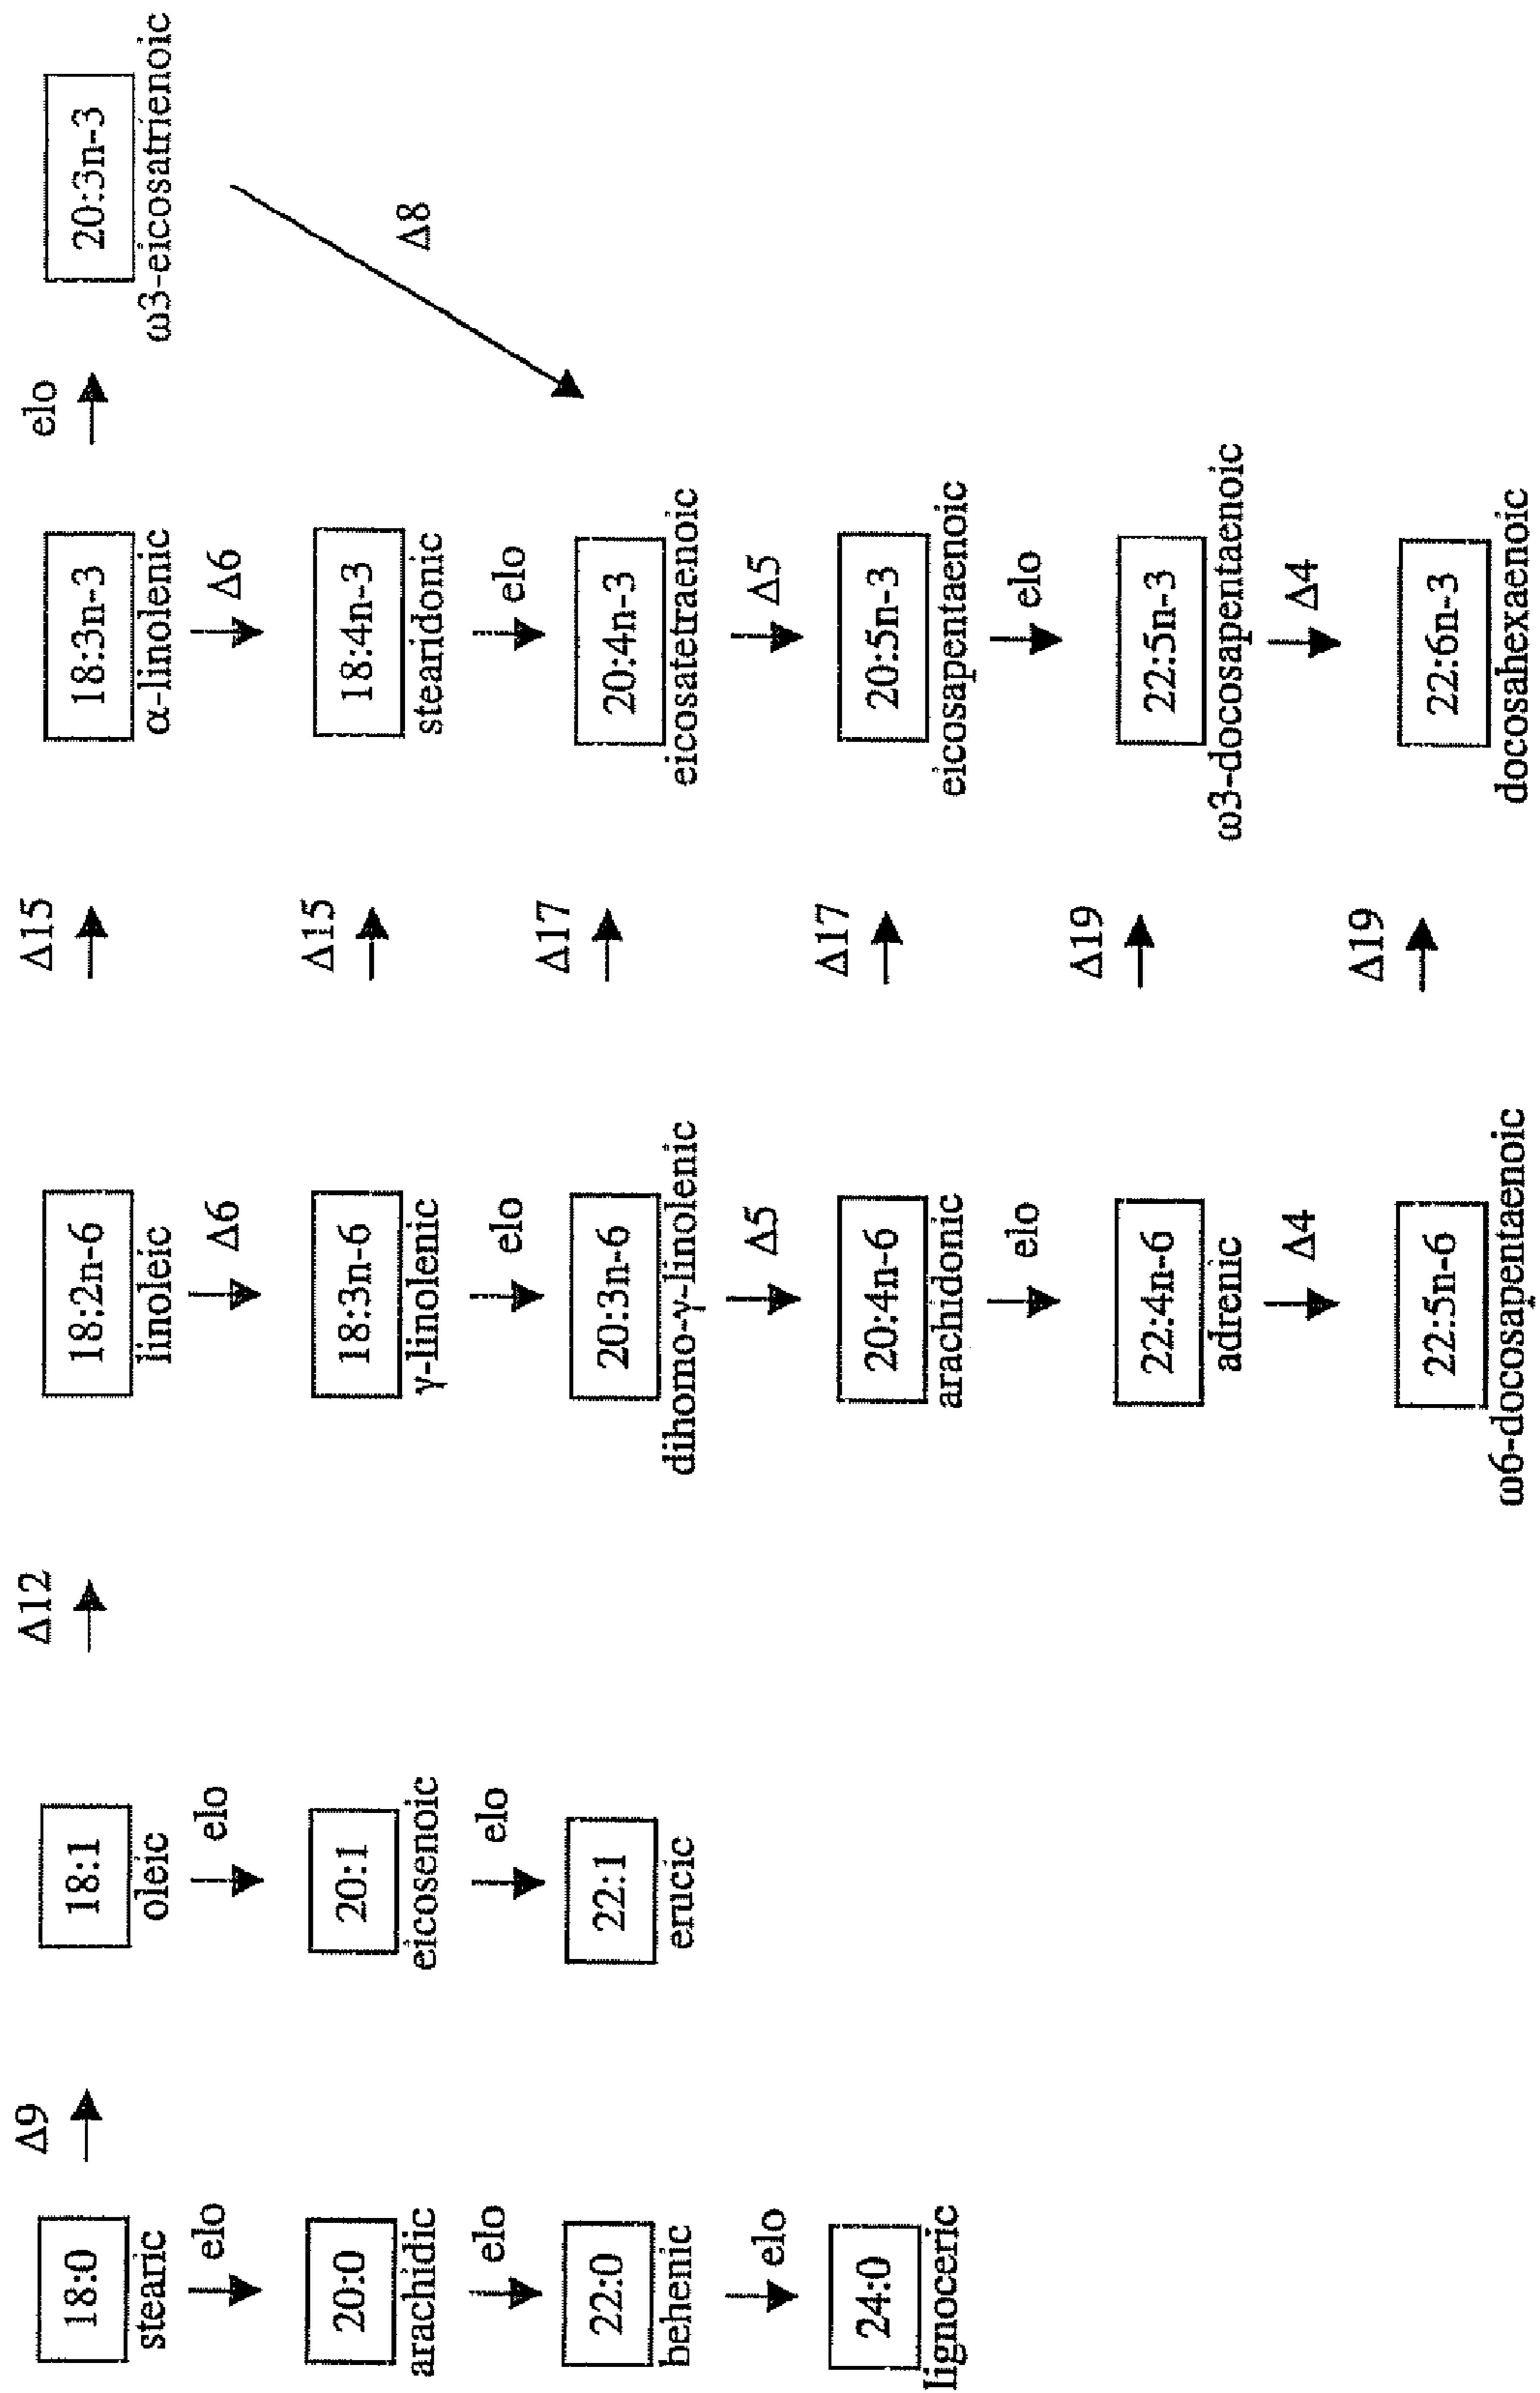 Δ9
Δ12
Δ15
elo
18:0
stearic
18:1
oleic
18:2n-6
linoleic
18:3n-3
α-linolenic
20:3n-3
ω3-eicosatrienoic
elo
elo
Δ6
Δ6
Δ8
Δ15
20:0
arachidic
20:1
eicosenoic
18:3n-6
γ-linolenic
18:4n-3
stearidonic
elo
elo
elo
elo
Δ17
22:0
behenic
22:1
erucic
20:3n-6
dihomo-γ-linolenic
20:4n-3
eicosatetraenoic
elo
Δ5
Δ5
Δ17
24:0
lignoceric
20:4n-6
arachidonic
20:5n-3
eicosapentaenoic
elo
elo
Δ19
22:4n-6
adrenic
22:5n-3
ω3-docosapentaenoic
Δ4
Δ4
Δ19
22:5n-6
ω6-docosapentaenoic
22:6n-3
docosahexaenoic